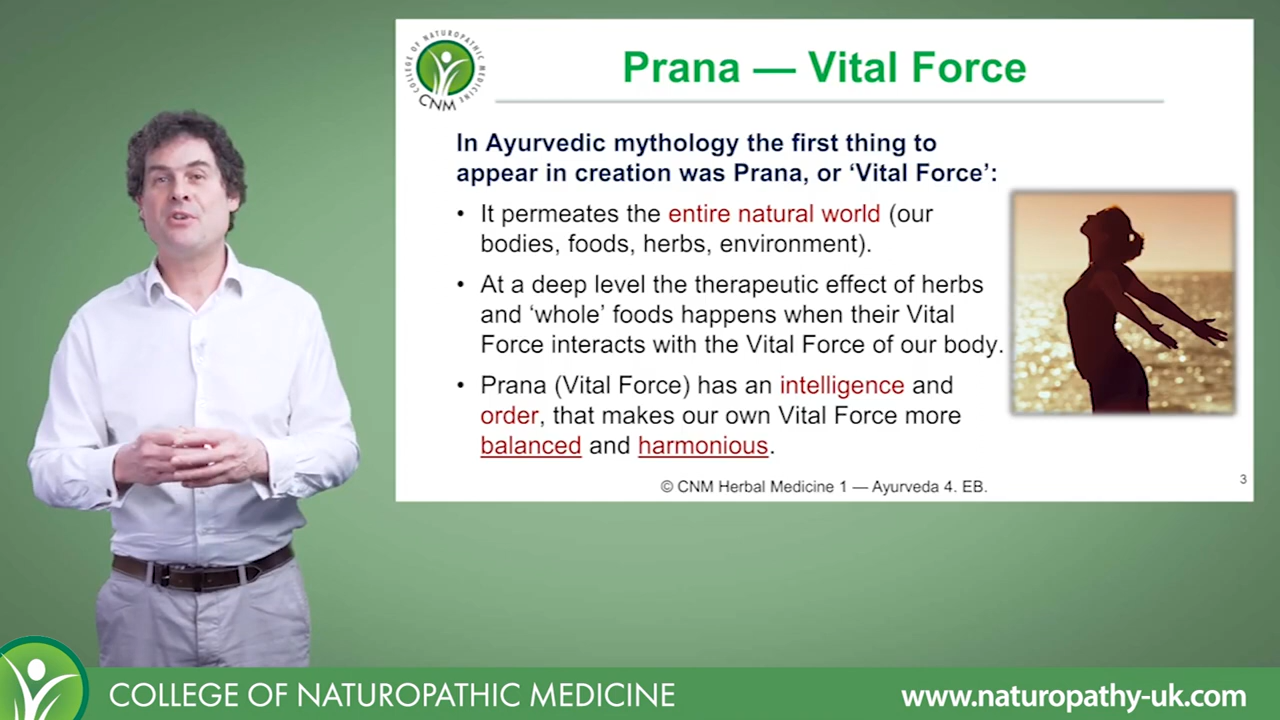 COLLEGE OF NATUROPATHIC MEDICINE
CNM
Prana — Vital Force
In Ayurvedic mythology the first thing to
appear in creation was Prana, or ‘Vital Force’:
• It permeates the entire natural world (our
bodies, foods, herbs, environment).
• At a deep level the therapeutic effect of herbs
and ‘whole’ foods happens when their Vital
Force interacts with the Vital Force of our body.
• Prana (Vital Force) has an intelligence and
order, that makes our own Vital Force more
balanced and harmonious.
© CNM Herbal Medicine 1 — Ayurveda 4. EB.
3
COLLEGE OF NATUROPATHIC MEDICINE
www.naturopathy-uk.com